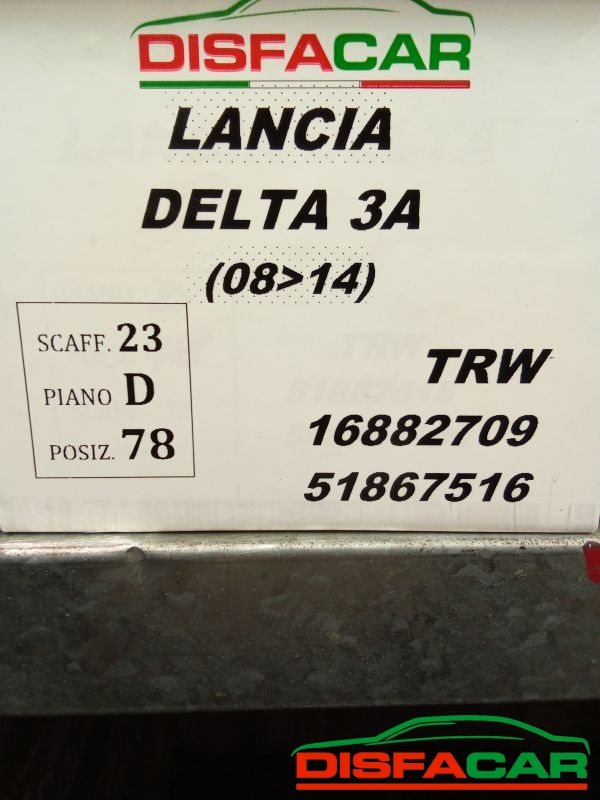 DISFACAR
LANCIA
DELTA 3A
(08>14)
SCAFF. 23
PIANO D
POSIZ. 78
TRW
16882709
51867516
DISFACAR